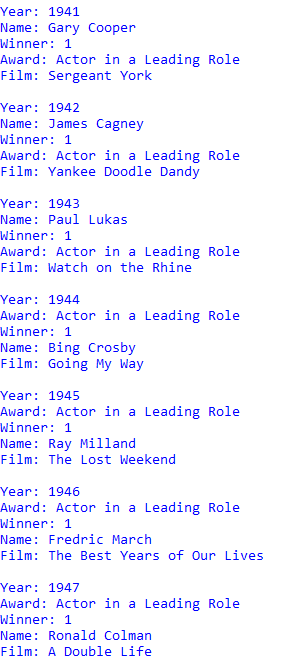 Year: 1941
Name: Gary Cooper
Winner: 1
Award: Actor in a Leading Role
Film: Sergeant York

Year: 1942
Name: James Cagney
Winner: 1
Award: Actor in a Leading Role
Film: Yankee Doodle Dandy

Year: 1943
Name: Paul Lukas
Winner: 1
Award: Actor in a Leading Role
Film: Watch on the Rhine

Year: 1944
Award: Actor in a Leading Role
Winner: 1
Name: Bing Crosby
Film: Going My Way

Year: 1945
Award: Actor in a Leading Role
Winner: 1
Name: Ray Milland
Film: The Lost Weekend

Year: 1946
Award: Actor in a Leading Role
Winner: 1
Name: Fredric March
Film: The Best Years of Our Lives

Year: 1947
Award: Actor in a Leading Role
Winner: 1
Name: Ronald Colman
Film: A Double Life